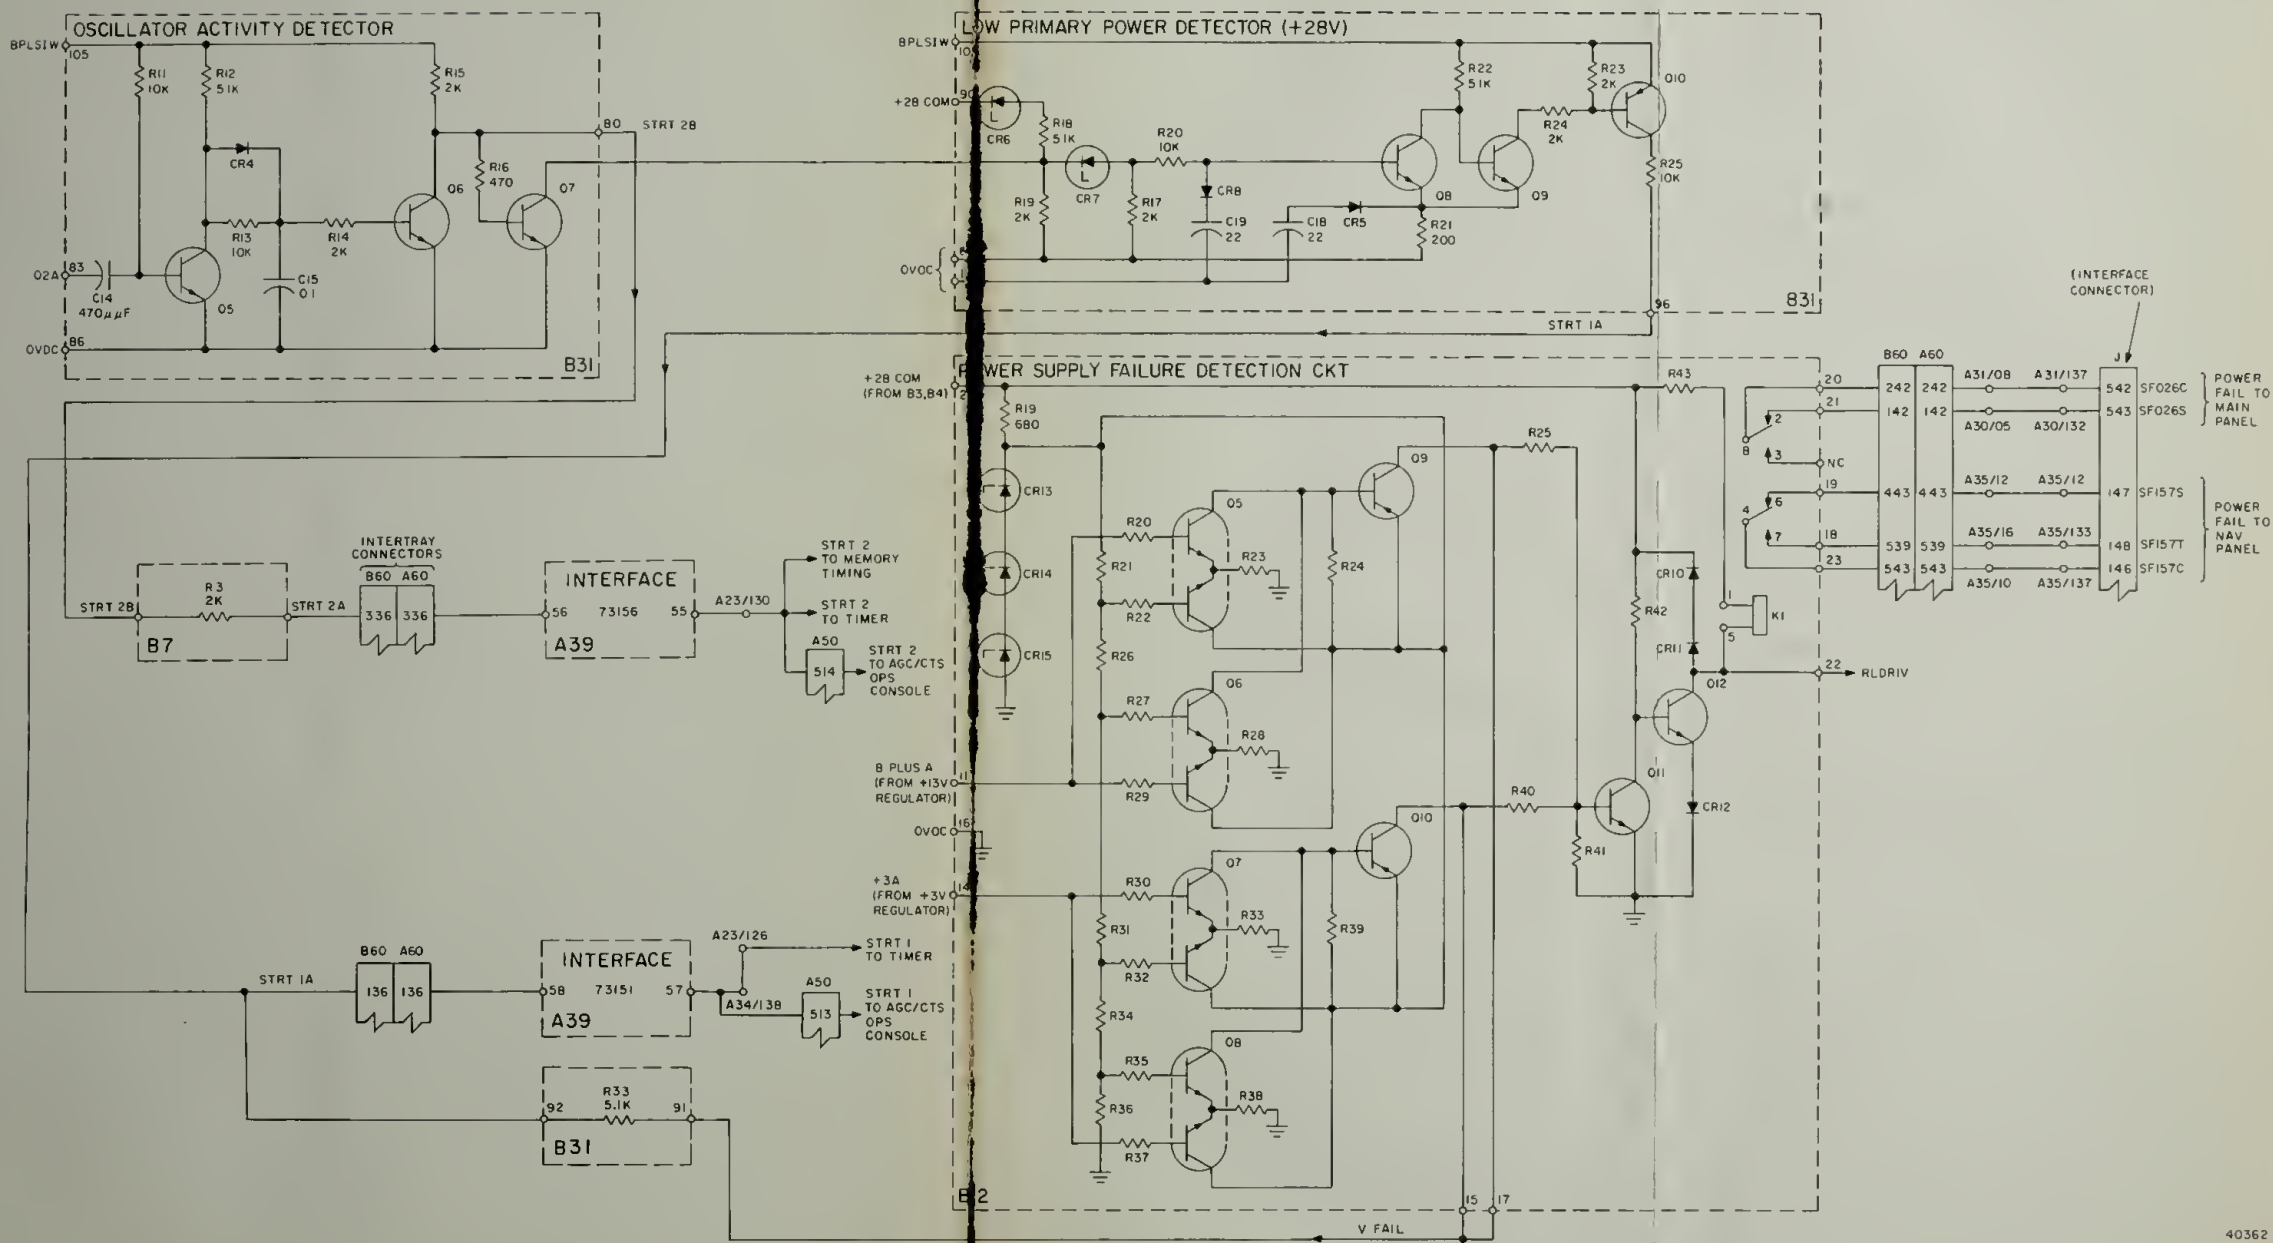 OSCILLATOR ACTIVITY DETECTOR
BPLSIW
105
R11
10K
R12
51K
R15
2K
CR4
R16
470
Q6
Q7
80
STRT 2B
R13
10K
R14
2K
C15
01
O2A
83
C14
470μμF
Q5
OVDC
86
B31
LOW PRIMARY POWER DETECTOR (+28V)
BPLSIW
+28 COM
90
CR6
R18
51K
R20
10K
CR7
R19
2K
R17
2K
CR8
C19
22
C18
22
CR5
R21
200
R22
51K
R23
2K
R24
2K
Q8
Q9
Q10
R25
10K
OVDC
B31
96
STRT 1A
POWER SUPPLY FAILURE DETECTION CKT
+28 COM
(FROM B3,B4)
2
R19
680
CR13
CR14
CR15
R20
R21
R22
R23
R24
R25
R26
R27
R28
R29
Q5
Q6
Q9
B PLUS A
(FROM +13V
REGULATOR)
11
OVDC
16
+3A
(FROM +3V
REGULATOR)
14
R30
R31
R32
R33
R34
R35
R36
R37
R38
R39
Q7
Q8
Q10
R40
R41
R42
R43
Q11
Q12
CR10
CR11
CR12
K1
1
5
22
RLDRIV
15
17
V FAIL
20
21
2
8
3
NC
19
6
4
7
18
23
B60 A60
242 242
142 142
443 443
539 539
543 543
A31/08 A31/137
A30/05 A30/132
A35/12 A35/12
A35/16 A35/133
A35/10 A35/137
(INTERFACE
CONNECTOR)
J
542 SF026C
543 SF026S
147 SF157S
148 SF157T
146 SF157C
POWER
FAIL TO
MAIN
PANEL
POWER
FAIL TO
NAV
PANEL
STRT 2B
R3
2K
B7
STRT 2A
INTERTRAY
CONNECTORS
B60 A60
336 336
INTERFACE
56 73156 55
A39
A23/130
STRT 2
TO MEMORY
TIMING
STRT 2
TO TIMER
A50
514
STRT 2
TO AGC/CTS
OPS
CONSOLE
STRT 1A
B60 A60
136 136
INTERFACE
58 73151 57
A39
A23/126
A34/138
STRT 1
TO TIMER
A50
513
STRT 1
TO AGC/CTS
OPS
CONSOLE
R33
5.1K
92 91
B31
40362